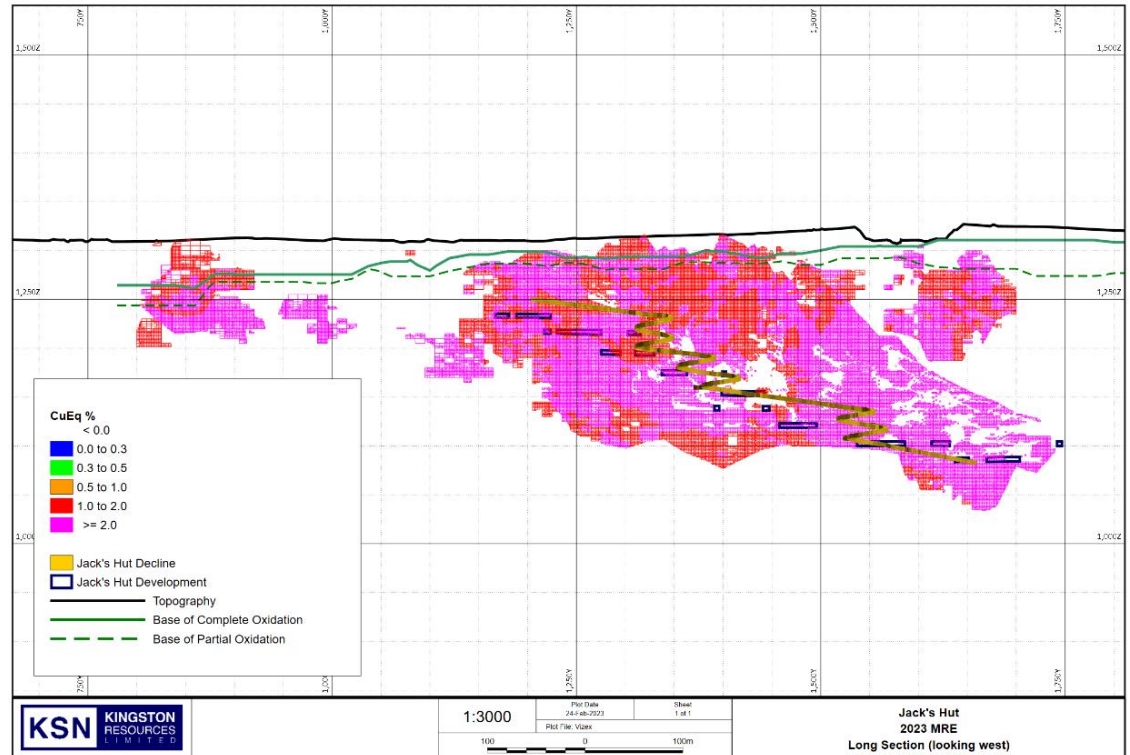 750Y
1,000Y
1,250Y
1,500Y
1,750Y
1,500Z
1,500Z
1,250Z
1,250Z
CuEq %
< 0.0
0.0 to 0.3
0.3 to 0.5
0.5 to 1.0
1.0 to 2.0
>= 2.0
1,000Z
Jack's Hut Decline
Jack's Hut Development
Topography
Base of Complete Oxidation
Base of Partial Oxidation
750Y
1,250Y
1,500Y
1,750Y
KSN
KINGSTON
RESOURCES
LIMITED
1:3000
Plot Date
24-Feb-2023
Sheet
1 of 1
Plot File: Vizex
100
0
100m
Jack's Hut
2023 MRE
Long Section (looking west)